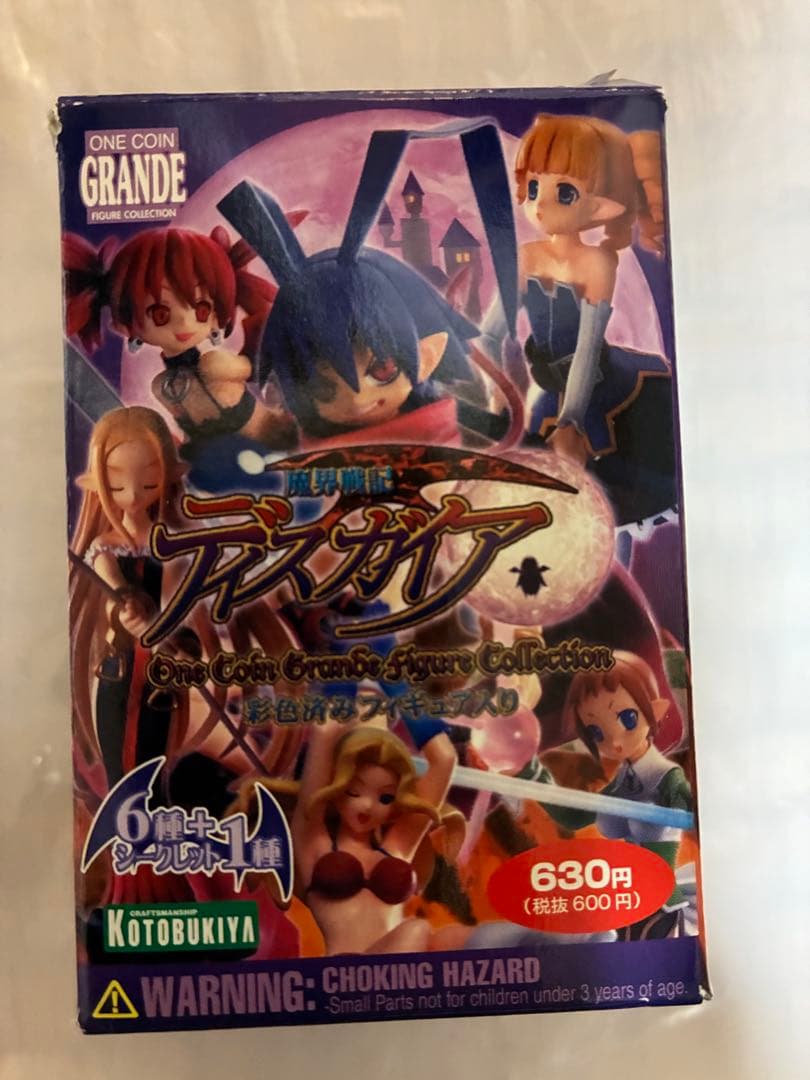 ONE COIN
GRANDE
FIGURE COLLECTION
魔界戦記
ディスガイア
One Coin Grande Figure Collection
彩色済みフィギュア入り
6種+
シークレット1種
CRAFTSMANSHIP
KOTOBUKIYA
630円
(税抜600円)
WARNING: CHOKING HAZARD
-Small Parts not for children under 3 years of age.